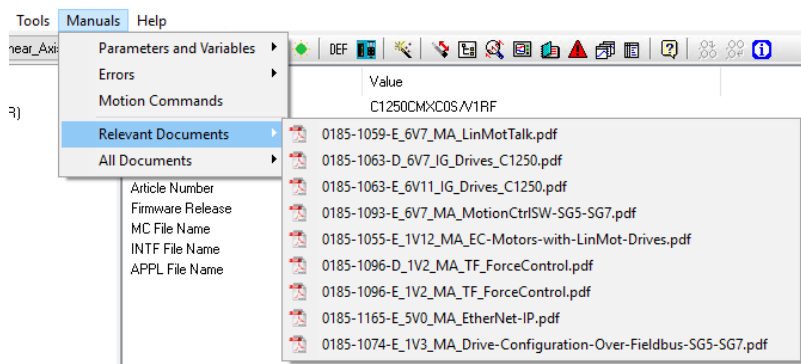 Tools Manuals Help
near_Axis
DEF
Parameters and Variables
Errors
Motion Commands
Relevant Documents
All Documents
Value
C1250CMXC0S/V1RF
R)
0185-1059-E_6V7_MA_LinMotTalk.pdf
0185-1063-D_6V7_IG_Drives_C1250.pdf
0185-1063-E_6V11_IG_Drives_C1250.pdf
0185-1093-E_6V7_MA_MotionCtrlSW-SG5-SG7.pdf
0185-1055-E_1V12_MA_EC-Motors-with-LinMot-Drives.pdf
0185-1096-D_1V2_MA_TF_ForceControl.pdf
0185-1096-E_1V2_MA_TF_ForceControl.pdf
0185-1165-E_5V0_MA_EtherNet-IP.pdf
0185-1074-E_1V3_MA_Drive-Configuration-Over-Fieldbus-SG5-SG7.pdf
Article Number
Firmware Release
MC File Name
INTF File Name
APPL File Name